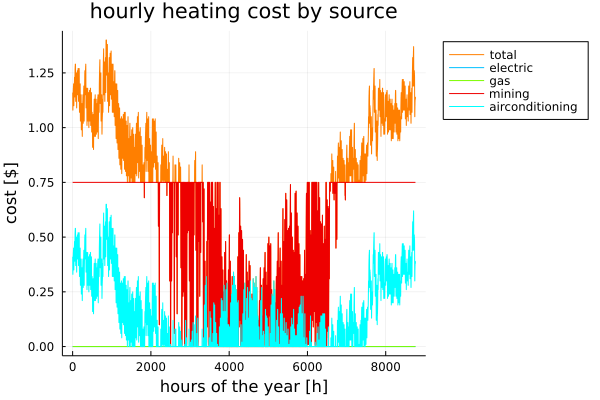 hourly heating cost by source
cost [$]
1.25
1.00
0.75
0.50
0.25
0.00
0
2000
4000
6000
8000
hours of the year [h]
total
electric
gas
mining
airconditioning